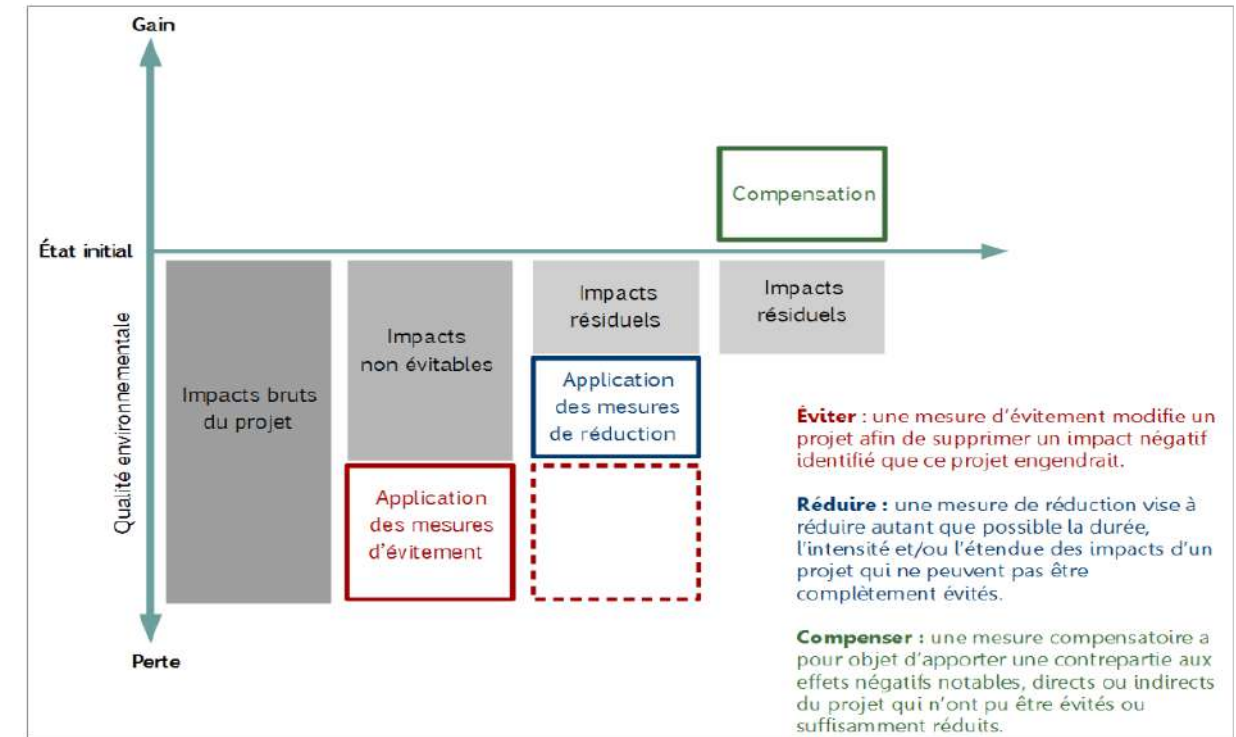 Gain
Compensation
État initial
Qualité environnementale
Impacts bruts
du projet
Impacts
non évitables
Application
des mesures
d'évitement
Impacts
résiduels
Application
des mesures
de réduction
Impacts
résiduels
Perte
Éviter : une mesure d'évitement modifie un
projet afin de supprimer un impact négatif
identifié que ce projet engendrait.
Réduire : une mesure de réduction vise à
réduire autant que possible la durée,
l'intensité et/ou l'étendue des impacts d'un
projet qui ne peuvent pas être
complètement évités.
Compenser : une mesure compensatoire a
pour objet d'apporter une contrepartie aux
effets négatifs notables, directs ou indirects
du projet qui n'ont pu être évités ou
suffisamment réduits.